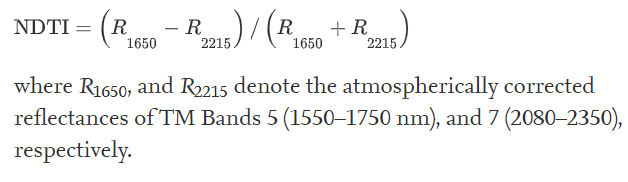 NDTI = (R₁₆₅₀ − R₂₂₁₅) / (R₁₆₅₀ + R₂₂₁₅)
where R₁₆₅₀, and R₂₂₁₅ denote the atmospherically corrected
reflectances of TM Bands 5 (1550–1750 nm), and 7 (2080–2350),
respectively.